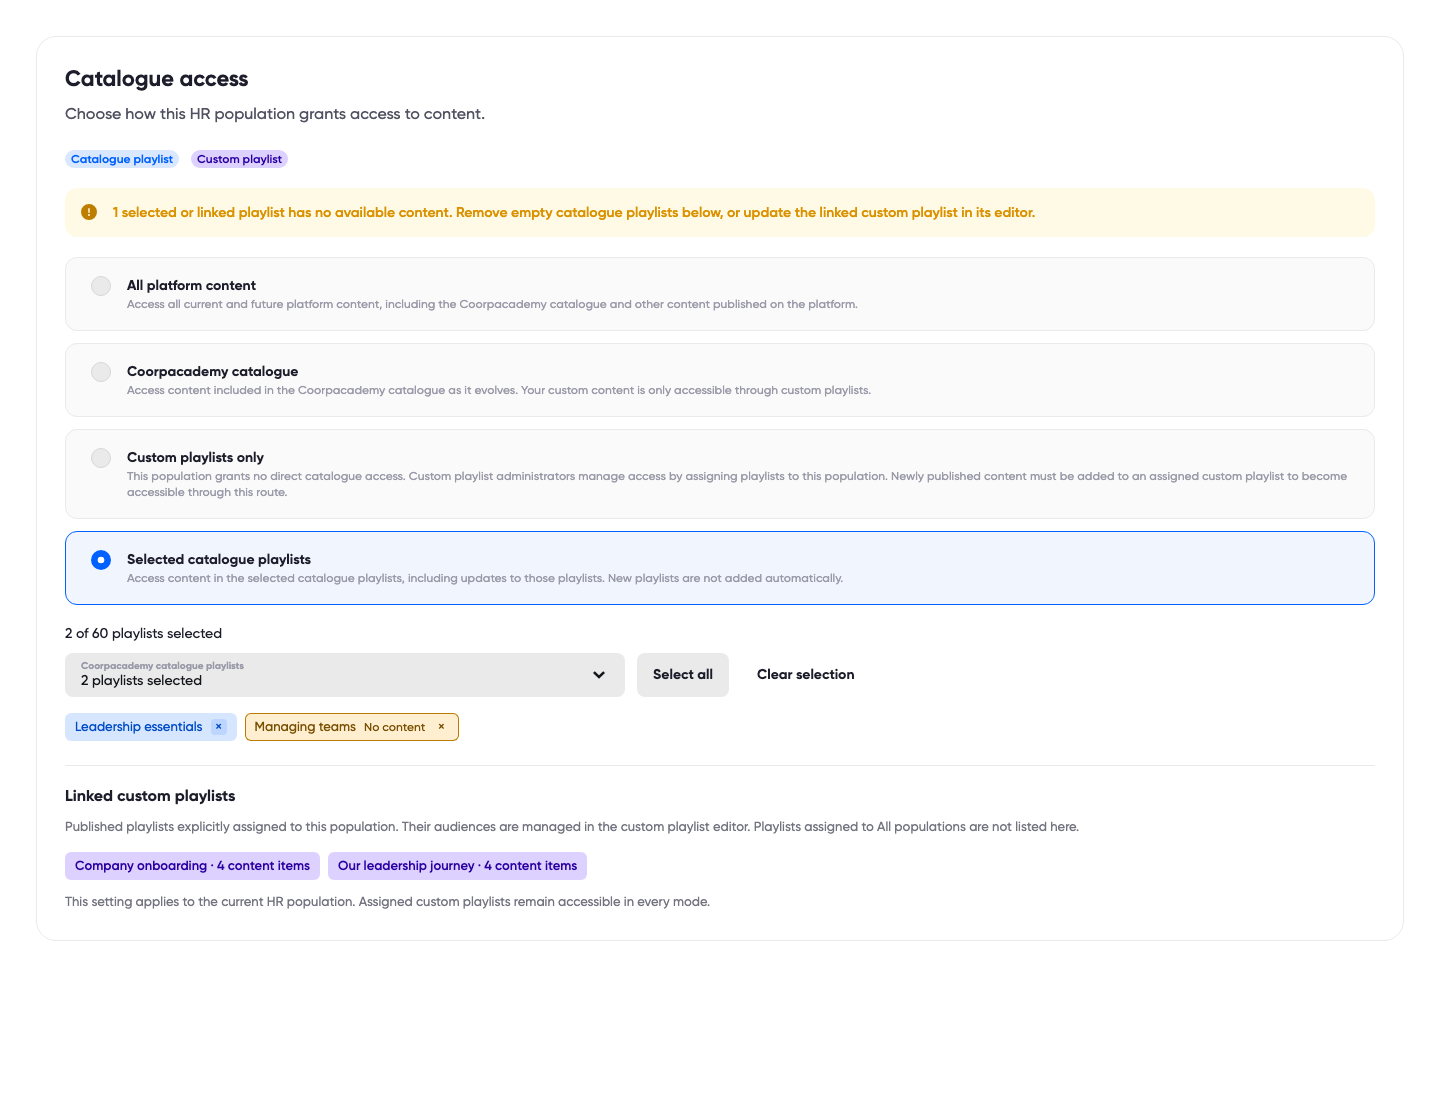 Catalogue access
Choose how this HR population grants access to content.
Catalogue playlist
Custom playlist
1 selected or linked playlist has no available content. Remove empty catalogue playlists below, or update the linked custom playlist in its editor.
All platform content
Access all current and future platform content, including the Coorpacademy catalogue and other content published on the platform.
Coorpacademy catalogue
Access content included in the Coorpacademy catalogue as it evolves. Your custom content is only accessible through custom playlists.
Custom playlists only
This population grants no direct catalogue access. Custom playlist administrators manage access by assigning playlists to this population. Newly published content must be added to an assigned custom playlist to become
accessible through this route.
Selected catalogue playlists
Access content in the selected catalogue playlists, including updates to those playlists. New playlists are not added automatically.
2 of 60 playlists selected
Coorpacademy catalogue playlists
2 playlists selected
Select all
Clear selection
Leadership essentials ×
Managing teams No content ×
Linked custom playlists
Published playlists explicitly assigned to this population. Their audiences are managed in the custom playlist editor. Playlists assigned to All populations are not listed here.
Company onboarding · 4 content items
Our leadership journey · 4 content items
This setting applies to the current HR population. Assigned custom playlists remain accessible in every mode.